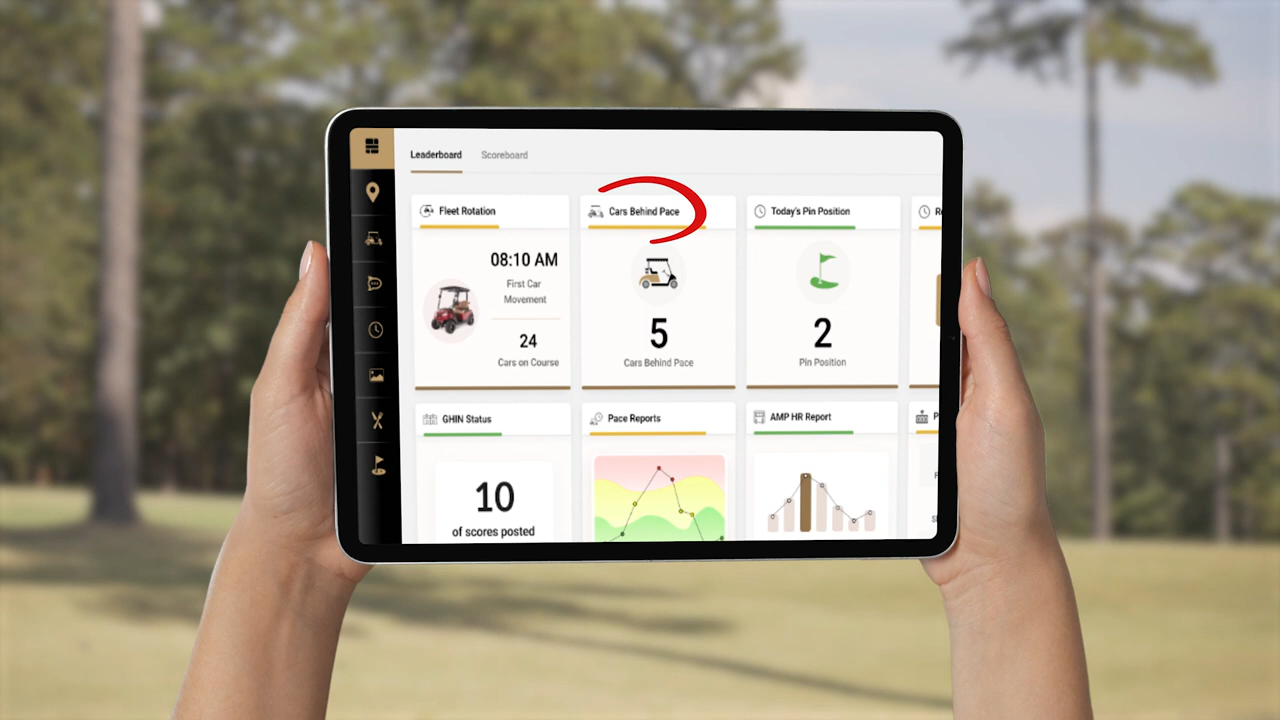 Leaderboard
Scoreboard
Fleet Rotation
Cars Behind Pace
Today's Pin Position
08:10 AM
First Car
Movement
24
Cars on Course
5
Cars Behind Pace
2
Pin Position
GHIN Status
Pace Reports
AMP HR Report
10
of scores posted